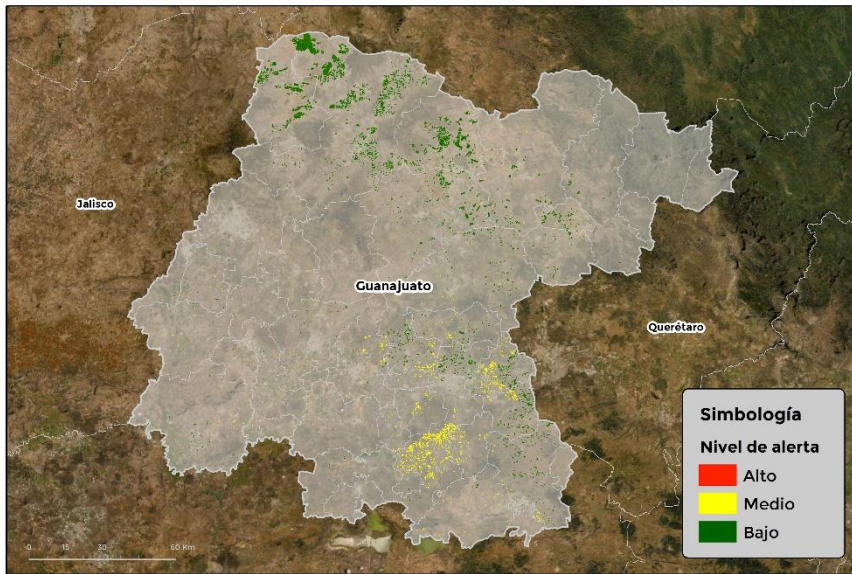 Jalisco
Guanajuato
Querétaro
Simbología
Nivel de alerta
Alto
Medio
Bajo
0 15 30 60 Km